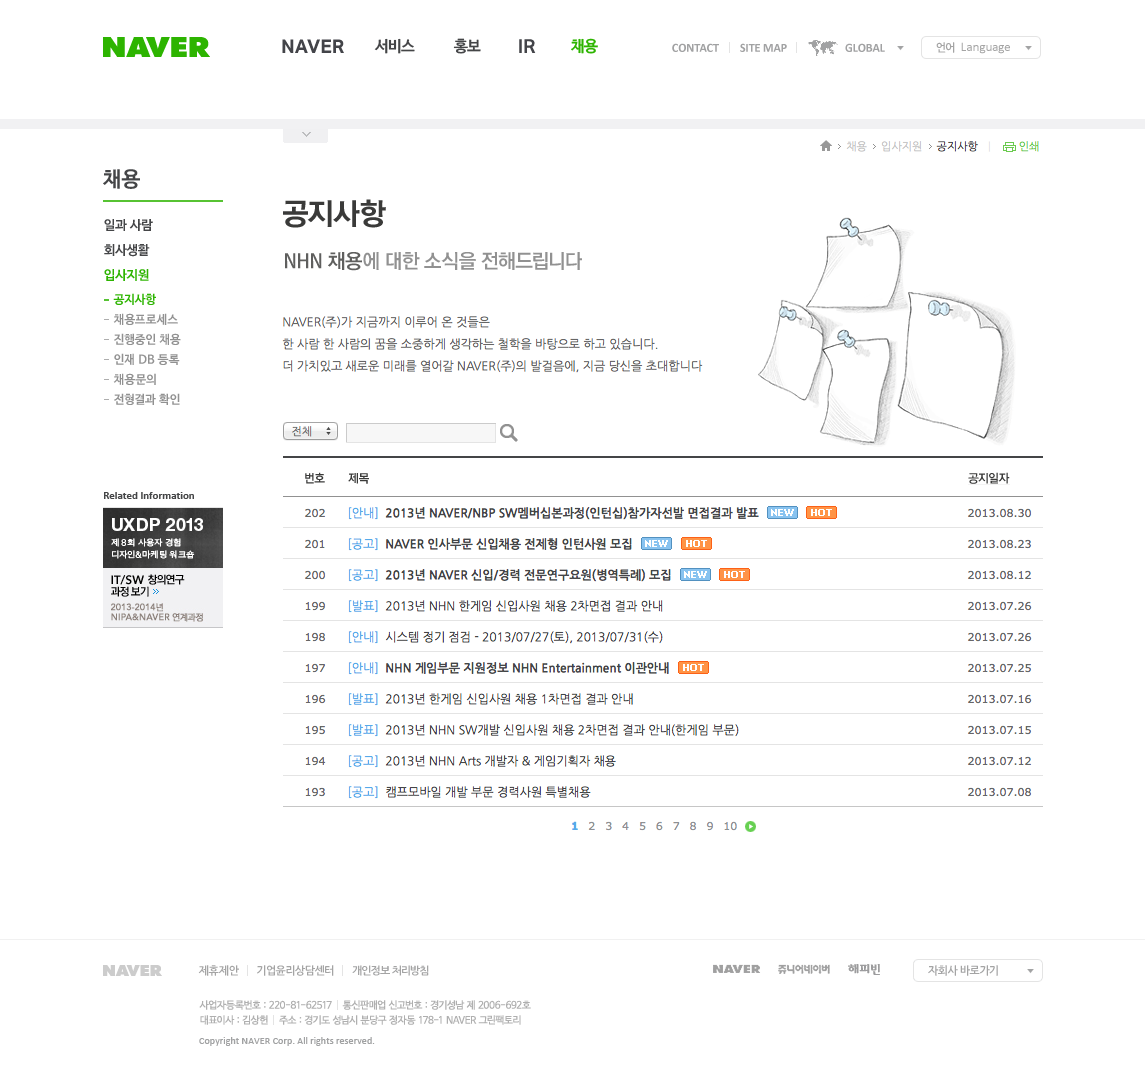 NAVER
NAVER 서비스 홍보 IR 채용
CONTACT SITE MAP GLOBAL 언어 Language
채용 입사지원 공지사항 인쇄
채용
일과 사람
회사생활
입사지원
- 공지사항
- 채용프로세스
- 진행중인 채용
- 인재 DB 등록
- 채용문의
- 전형결과 확인
Related Information
UXDP 2013
제8회 사용자 경험
디자인&마케팅 워크숍
IT/SW 창의연구
과정 보기 »
2013-2014년
NIPA&NAVER 연계과정
공지사항
NHN 채용에 대한 소식을 전해드립니다
NAVER(주)가 지금까지 이루어 온 것들은
한 사람 한 사람의 꿈을 소중하게 생각하는 철학을 바탕으로 하고 있습니다.
더 가치있고 새로운 미래를 열어갈 NAVER(주)의 발걸음에, 지금 당신을 초대합니다
전체
번호 제목 공지일자
202 [안내] 2013년 NAVER/NBP SW멤버십본과정(인턴십)참가자선발 면접결과 발표 NEW HOT 2013.08.30
201 [공고] NAVER 인사부문 신입채용 전제형 인턴사원 모집 NEW HOT 2013.08.23
200 [공고] 2013년 NAVER 신입/경력 전문연구요원(병역특례) 모집 NEW HOT 2013.08.12
199 [발표] 2013년 NHN 한게임 신입사원 채용 2차면접 결과 안내 2013.07.26
198 [안내] 시스템 정기 점검 - 2013/07/27(토), 2013/07/31(수) 2013.07.26
197 [안내] NHN 게임부문 지원정보 NHN Entertainment 이관안내 HOT 2013.07.25
196 [발표] 2013년 한게임 신입사원 채용 1차면접 결과 안내 2013.07.16
195 [발표] 2013년 NHN SW개발 신입사원 채용 2차면접 결과 안내(한게임 부문) 2013.07.15
194 [공고] 2013년 NHN Arts 개발자 & 게임기획자 채용 2013.07.12
193 [공고] 캠프모바일 개발 부문 경력사원 특별채용 2013.07.08
1 2 3 4 5 6 7 8 9 10
NAVER 제휴제안 기업윤리상담센터 개인정보 처리방침 NAVER 쥬니어네이버 해피빈 자회사 바로가기
사업자등록번호 : 220-81-62517 통신판매업 신고번호 : 경기성남 제 2006-692호
대표이사 : 김상헌 주소 : 경기도 성남시 분당구 정자동 178-1 NAVER 그린팩토리
Copyright NAVER Corp. All rights reserved.